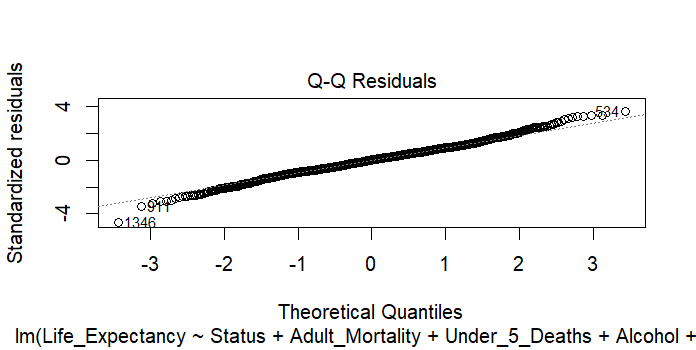 Q-Q Residuals
Standardized residuals
4
0
-4
534
911
1346
-3 -2 -1 0 1 2 3
Theoretical Quantiles
lm(Life_Expectancy ~ Status + Adult_Mortality + Under_5_Deaths + Alcohol +